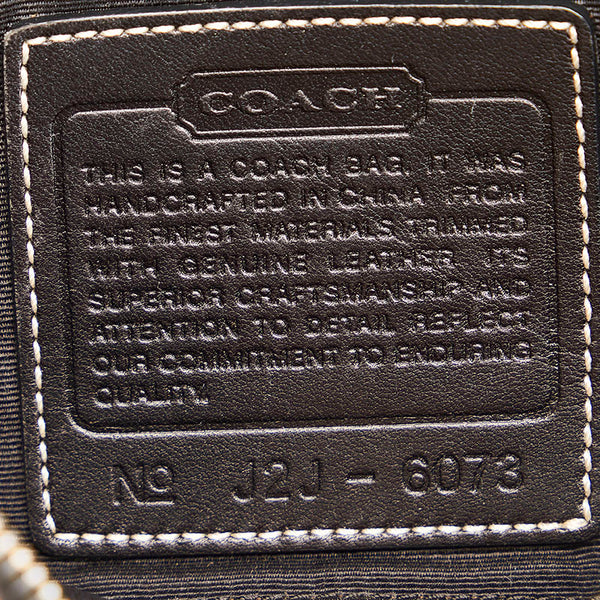 COACH
THIS IS A COACH BAG. IT WAS
HANDCRAFTED IN CHINA FROM
THE FINEST MATERIALS TRIMMED
WITH GENUINE LEATHER. ITS
SUPERIOR CRAFTSMANSHIP AND
ATTENTION TO DETAIL REFLECT
OUR COMMITMENT TO ENDURING
QUALITY.
Nº J2J - 6073